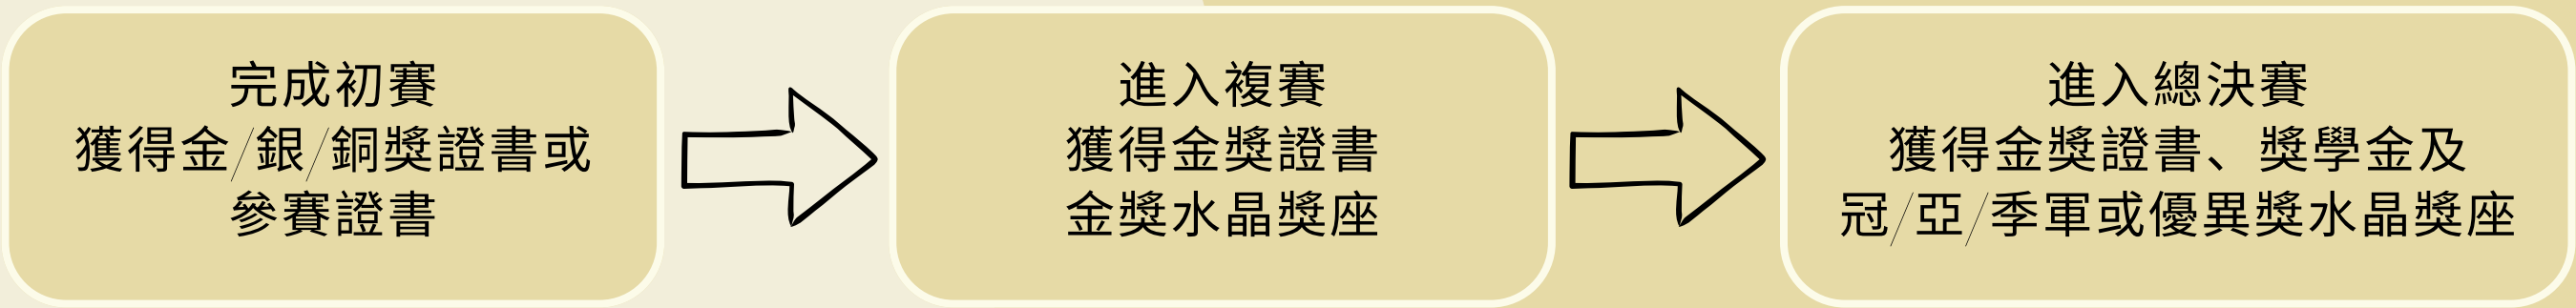 完成初賽
獲得金/銀/銅獎證書或
參賽證書
進入複賽
獲得金獎證書
金獎水晶獎座
進入總決賽
獲得金獎證書、獎學金及
冠/亞/季軍或優異獎水晶獎座